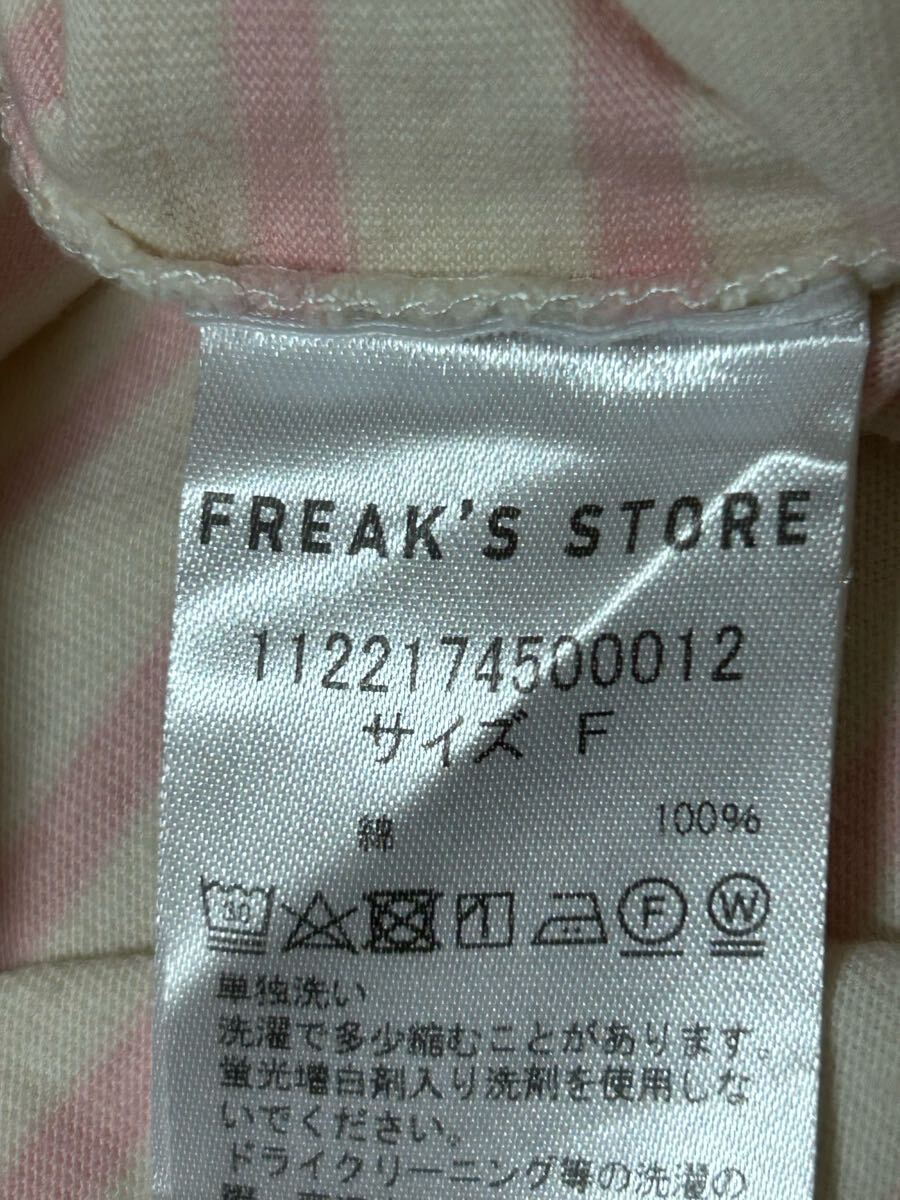 FREAK'S STORE
1122174500012
サイズ F
綿 100%
30 F W
単独洗い
洗濯で多少縮むことがあります。
蛍光増白剤入り洗剤を使用しな
いでください。
ドライクリーニング等の洗濯の